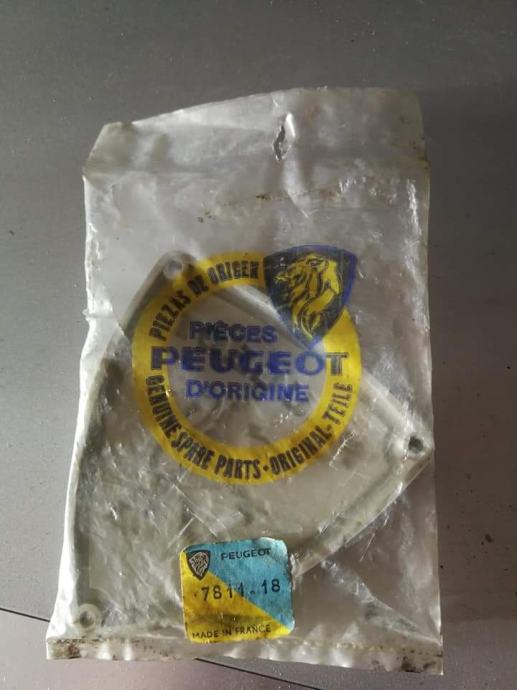 PIEZAS DE ORIGEN
PIÈCES
PEUGEOT
D'ORIGINE
GENUINE SPARE PARTS · ORIGINAL-TEILE
PEUGEOT
7811.18
MADE IN FRANCE